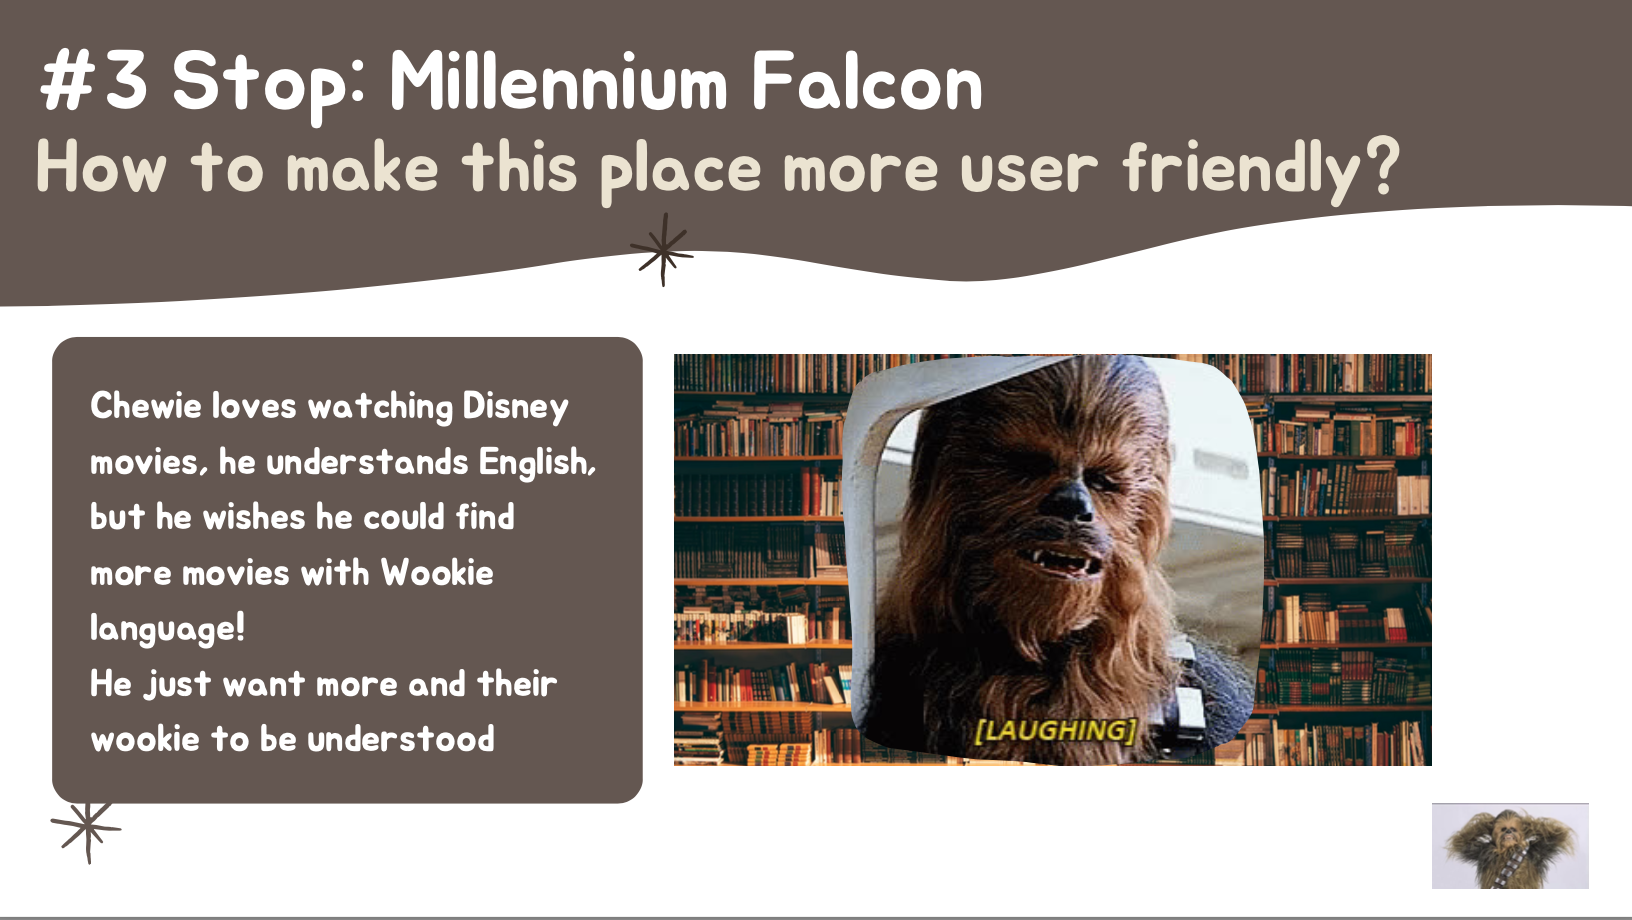 #3 Stop: Millennium Falcon
How to make this place more user friendly?
Chewie loves watching Disney
movies, he understands English,
but he wishes he could find
more movies with Wookie
language!
He just want more and their
wookie to be understood
[LAUGHING]